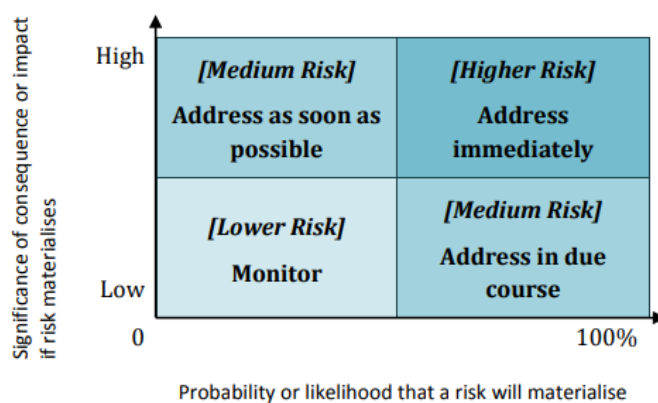 Significance of consequence or impact
if risk materialises
High
[Medium Risk]
Address as soon as
possible
[Higher Risk]
Address
immediately
[Lower Risk]
Monitor
[Medium Risk]
Address in due
course
Low
0
100%
Probability or likelihood that a risk will materialise